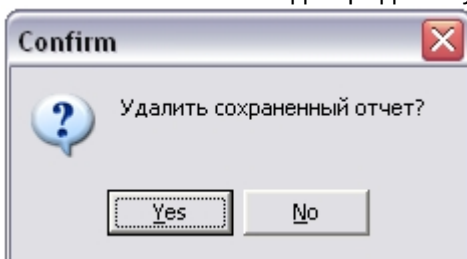 Confirm
Удалить сохраненный отчет?
Yes
No